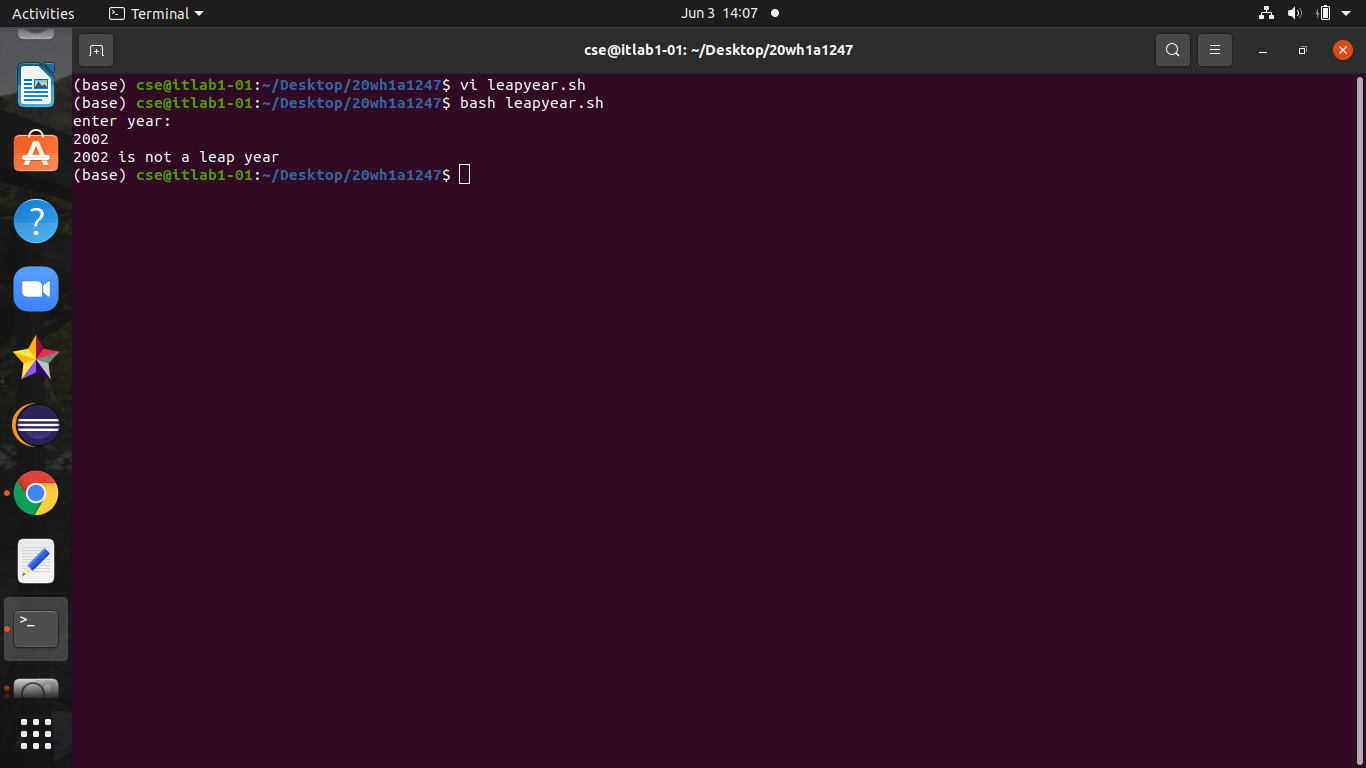 Activities
Terminal
Jun 3 14:07
cse@itlab1-01: ~/Desktop/20wh1a1247
(base) cse@itlab1-01:~/Desktop/20wh1a1247$ vi leapyear.sh
(base) cse@itlab1-01:~/Desktop/20wh1a1247$ bash leapyear.sh
enter year:
2002
2002 is not a leap year
(base) cse@itlab1-01:~/Desktop/20wh1a1247$